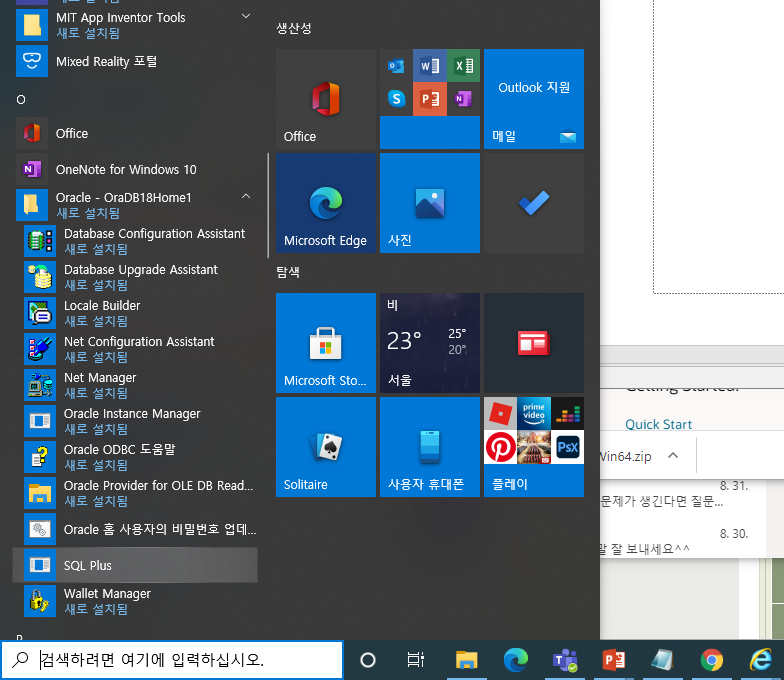 MIT App Inventor Tools
새로 설치됨
Mixed Reality 포털
O
Office
OneNote for Windows 10
Oracle - OraDB18Home1
새로 설치됨
Database Configuration Assistant
새로 설치됨
Database Upgrade Assistant
새로 설치됨
Locale Builder
새로 설치됨
Net Configuration Assistant
새로 설치됨
Net Manager
새로 설치됨
Oracle Instance Manager
새로 설치됨
Oracle ODBC 도움말
새로 설치됨
Oracle Provider for OLE DB Read...
새로 설치됨
Oracle 홈 사용자의 비밀번호 업데...
SQL Plus
Wallet Manager
새로 설치됨
P
생산성
Office
Outlook 지원
메일
Microsoft Edge
사진
탐색
Microsoft Sto...
비
23°
25°
20°
서울
Solitaire
사용자 휴대폰
prime video
PsX
플레이
Getting Started:
Quick Start
Win64.zip
8. 31.
문제가 생긴다면 질문...
8. 30.
말 잘 보내세요^^
검색하려면 여기에 입력하십시오.